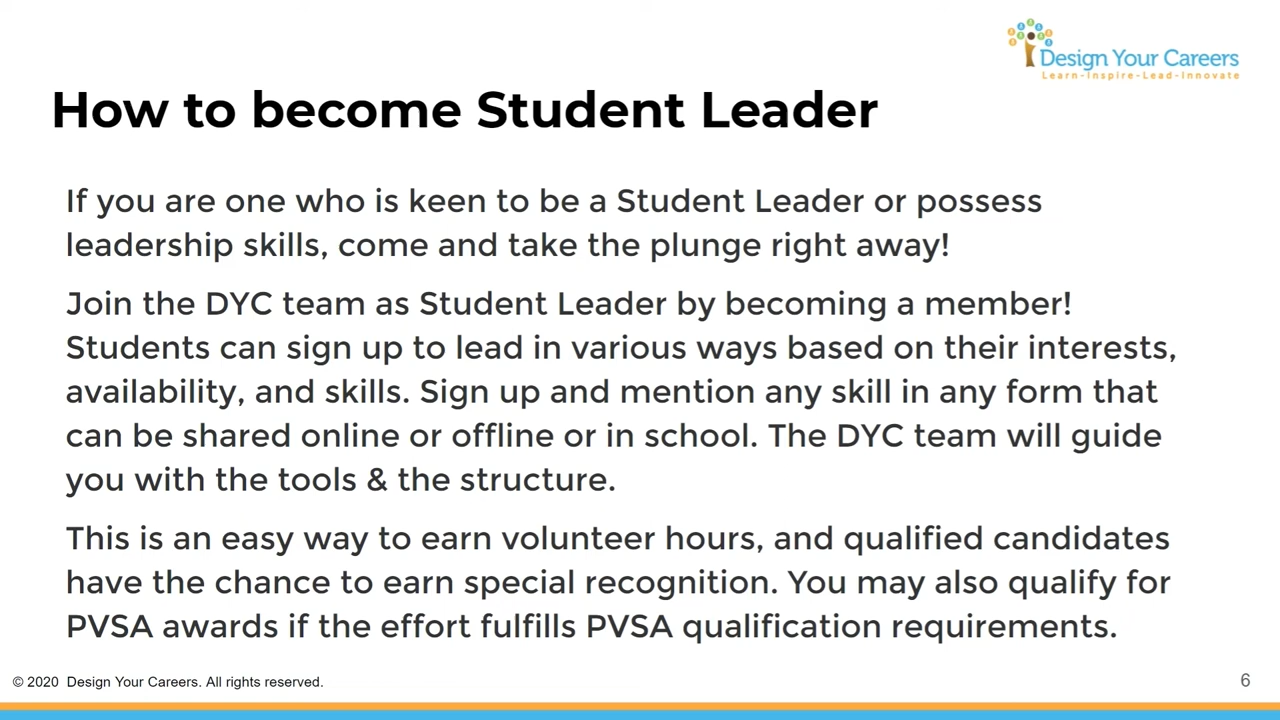 Design Your Careers
Learn-Inspire-Lead-Innovate
How to become Student Leader
If you are one who is keen to be a Student Leader or possess
leadership skills, come and take the plunge right away!
Join the DYC team as Student Leader by becoming a member!
Students can sign up to lead in various ways based on their interests,
availability, and skills. Sign up and mention any skill in any form that
can be shared online or offline or in school. The DYC team will guide
you with the tools & the structure.
This is an easy way to earn volunteer hours, and qualified candidates
have the chance to earn special recognition. You may also qualify for
PVSA awards if the effort fulfills PVSA qualification requirements.
© 2020 Design Your Careers. All rights reserved.
6